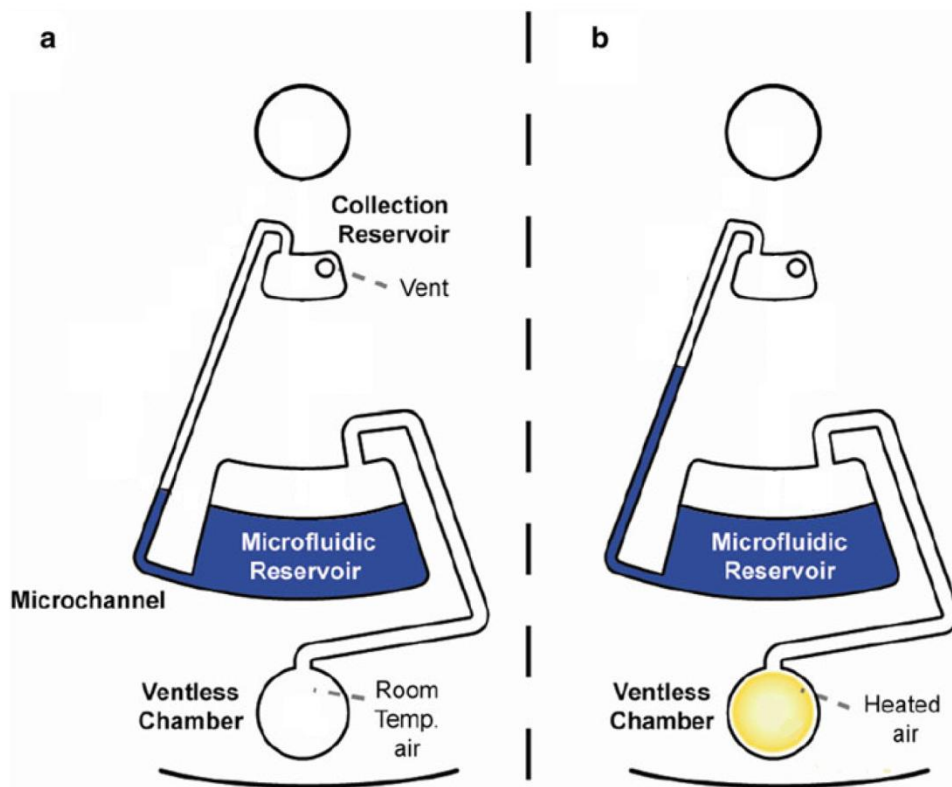 a
Collection
Reservoir
Vent
Microfluidic
Reservoir
Microchannel
Ventless
Chamber
Room
Temp.
air
b
Microfluidic
Reservoir
Ventless
Chamber
Heated
air